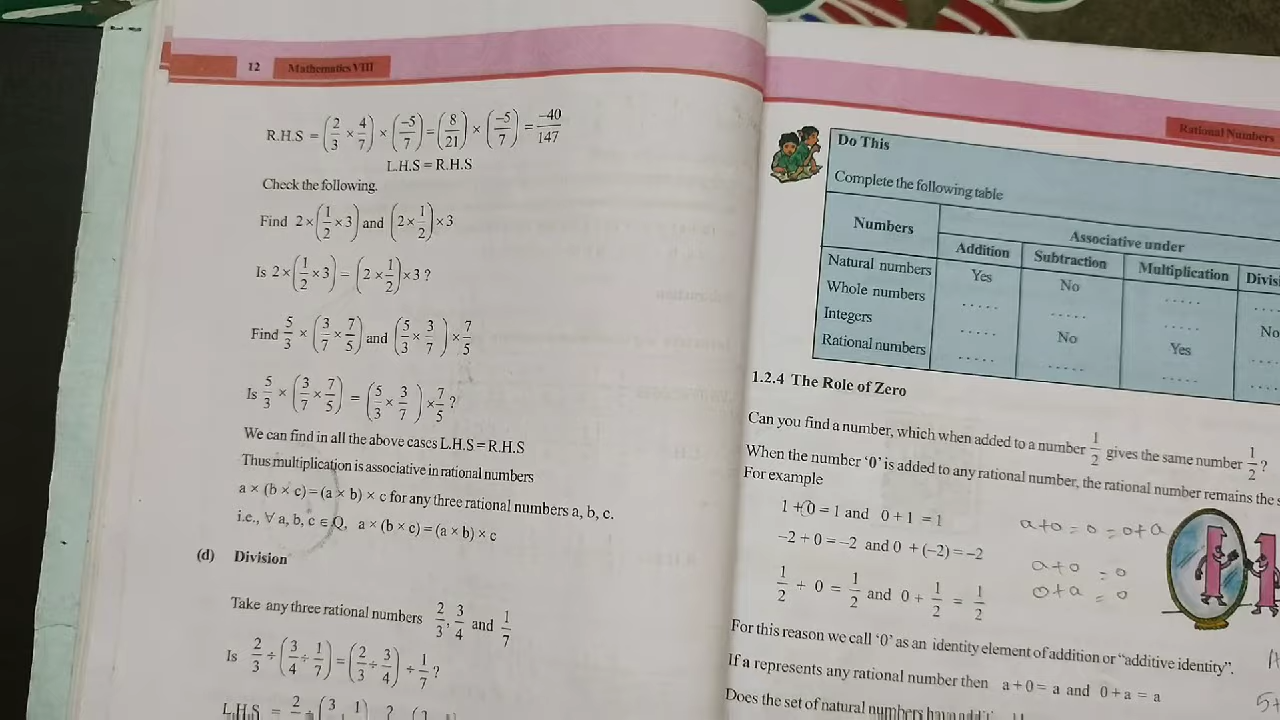 12 Mathematics VIII
R.H.S = (2/3 × 4/7) × (-5/7) = (8/21) × (-5/7) = -40/147
L.H.S = R.H.S
Check the following.
Find 2×(1/2×3) and (2×1/2)×3
Is 2×(1/2×3) = (2×1/2)×3 ?
Find 5/3 × (3/7 × 7/5) and (5/3 × 3/7) × 7/5
Is 5/3 × (3/7 × 7/5) = (5/3 × 3/7) × 7/5 ?
We can find in all the above cases L.H.S = R.H.S
Thus multiplication is associative in rational numbers
a × (b × c) = (a × b) × c for any three rational numbers a, b, c.
i.e., ∀ a, b, c ∈ Q, a × (b × c) = (a × b) × c
(d) Division
Take any three rational numbers 2/3, 3/4 and 1/7
Is 2/3 ÷ (3/4 ÷ 1/7) = (2/3 ÷ 3/4) ÷ 1/7 ?
L.H.S = 2/
Rational Numbers
Do This
Complete the following table
Numbers Associative under
Addition Subtraction Multiplication Divis
Natural numbers Yes No ..... ....
Whole numbers ..... ..... ..... No
Integers ..... No Yes ....
Rational numbers ..... ..... ..... ....
1.2.4 The Role of Zero
Can you find a number, which when added to a number 1/2 gives the same number 1/2 ?
When the number '0' is added to any rational number, the rational number remains the s
For example
1 + 0 = 1 and 0 + 1 = 1
a+0 = 0 = 0+a
-2 + 0 = -2 and 0 + (-2) = -2
a+0 = 0
0+a = 0
1/2 + 0 = 1/2 and 0 + 1/2 = 1/2
For this reason we call '0' as an identity element of addition or "additive identity".
If a represents any rational number then a + 0 = a and 0 + a = a
Does the set of natural numbers have